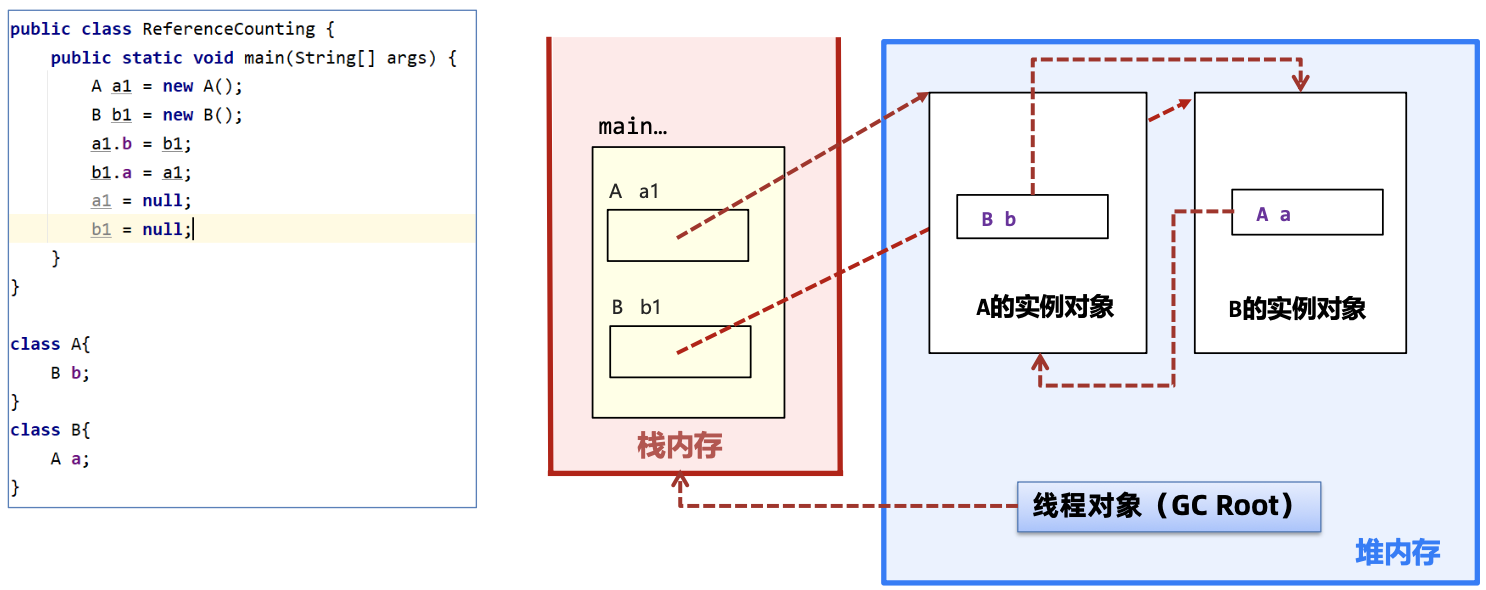 public class ReferenceCounting {
    public static void main(String[] args) {
        A a1 = new A();
        B b1 = new B();
        a1.b = b1;
        b1.a = a1;
        a1 = null;
        b1 = null;
    }
}
class A{
    B b;
}
class B{
    A a;
}
main…
A a1
B b1
栈内存
B b
A的实例对象
A a
B的实例对象
线程对象（GC Root）
堆内存